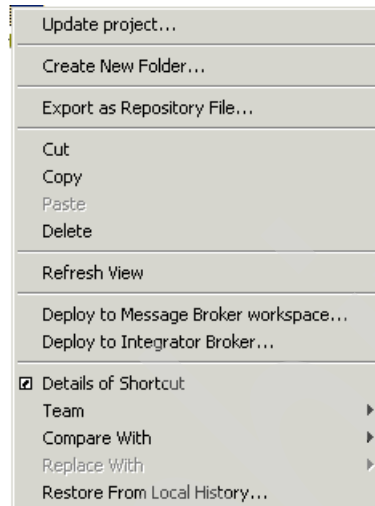 Update project...
Create New Folder...
Export as Repository File...
Cut
Copy
Paste
Delete
Refresh View
Deploy to Message Broker workspace...
Deploy to Integrator Broker...
Details of Shortcut
Team
Compare With
Replace With
Restore From Local History...